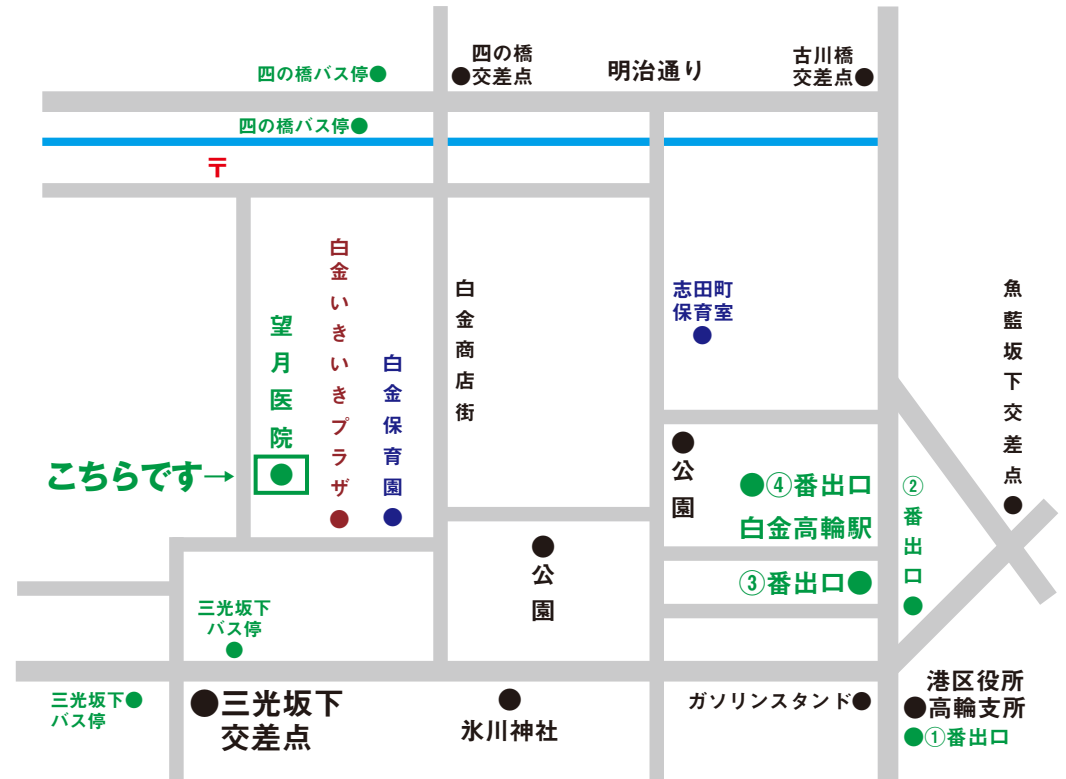 四の橋バス停
四の橋
交差点
明治通り
古川橋
交差点
四の橋バス停
〒
白金いきいきプラザ
望月医院
白金保育園
白金商店街
志田町
保育室
魚藍坂下交差点
こちらです→
公園
④番出口
白金高輪駅
②番出口
③番出口
公園
三光坂下
バス停
三光坂下
バス停
三光坂下
交差点
氷川神社
ガソリンスタンド
港区役所
高輪支所
①番出口